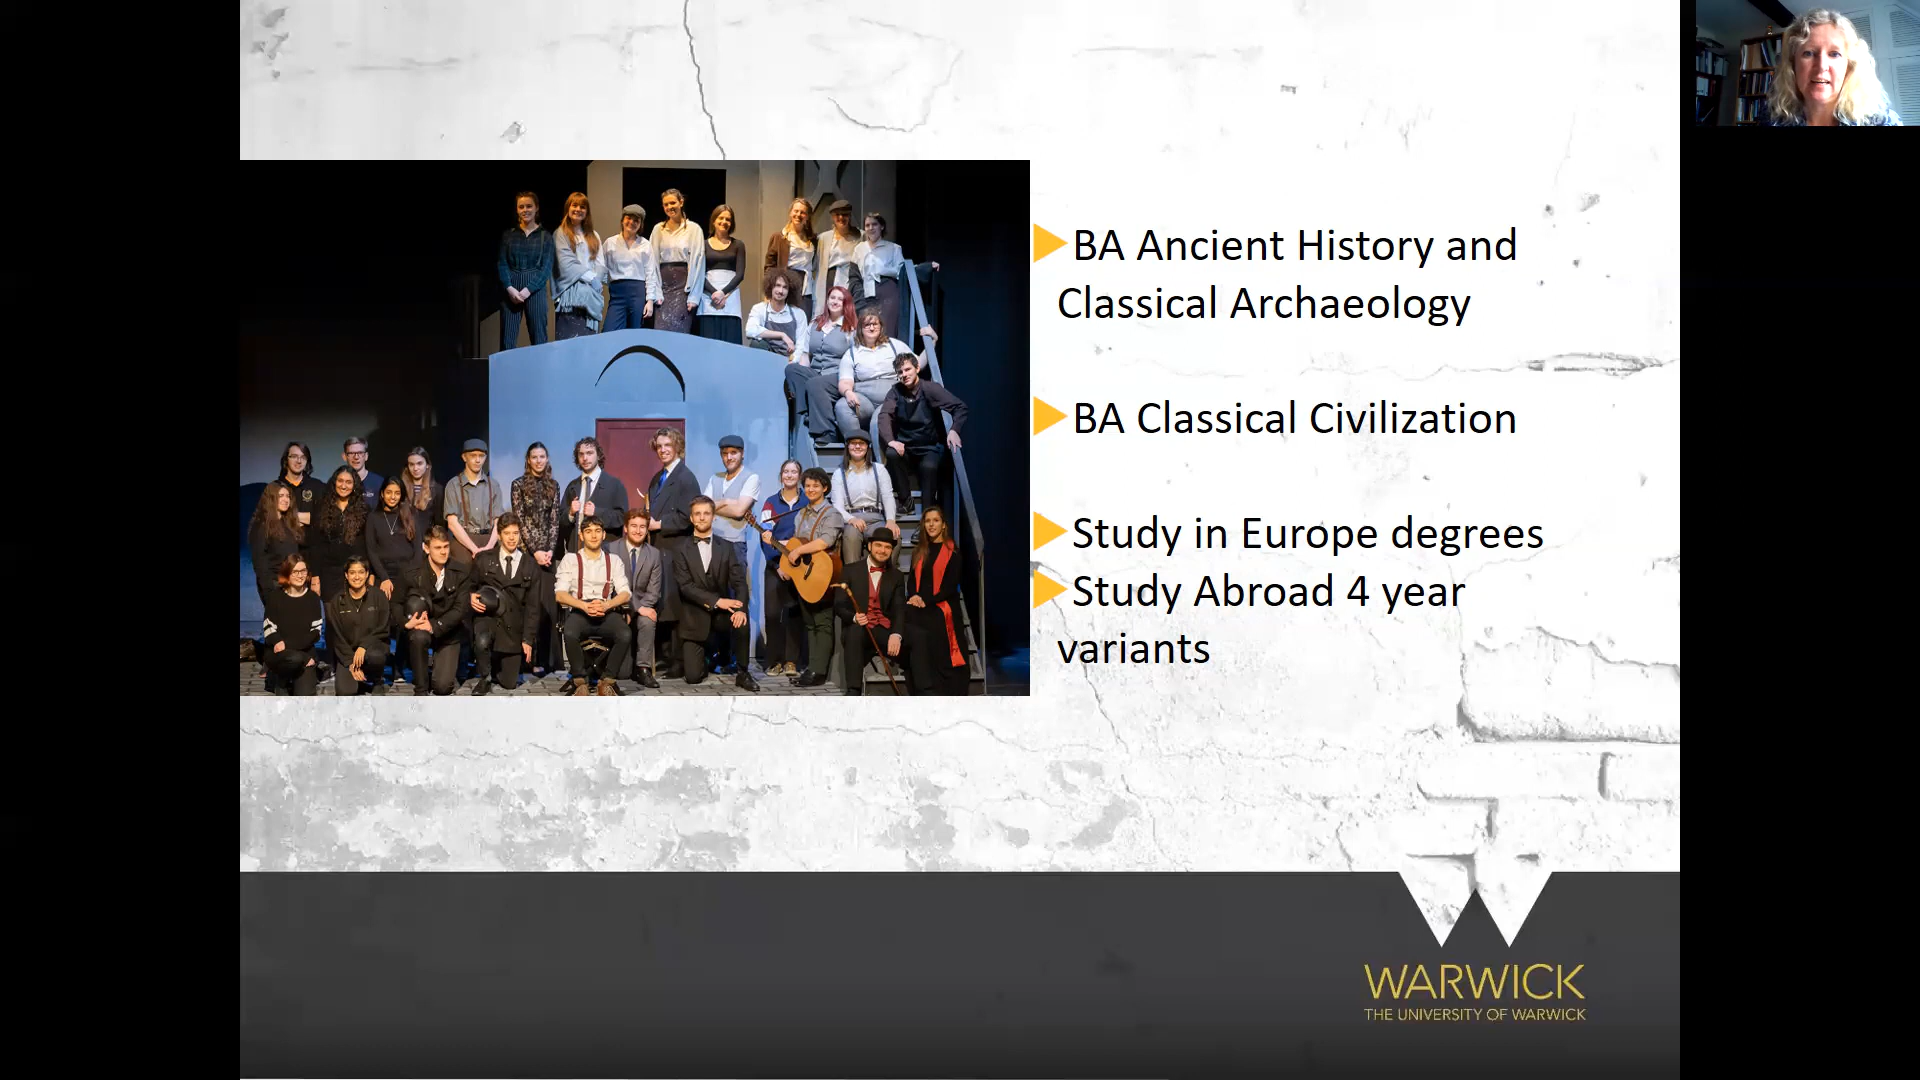 BA Ancient History and
Classical Archaeology
BA Classical Civilization
Study in Europe degrees
Study Abroad 4 year
variants
WARWICK
THE UNIVERSITY OF WARWICK